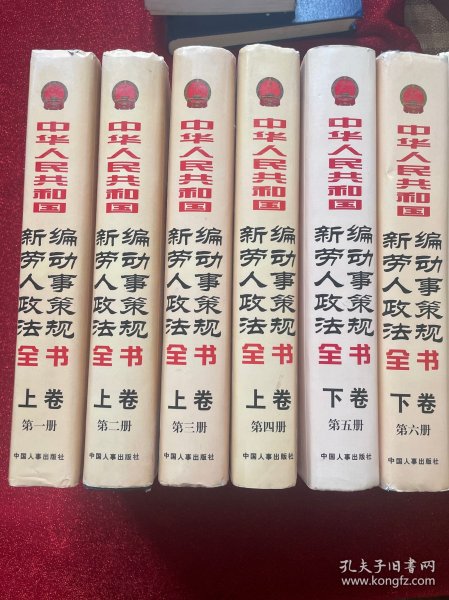 中华人民共和国
新编劳动人事政策法规
全书
上卷
第一册
中国人事出版社
中华人民共和国
新编劳动人事政策法规
全书
上卷
第二册
中国人事出版社
中华人民共和国
新编劳动人事政策法规
全书
上卷
第三册
中国人事出版社
中华人民共和国
新编劳动人事政策法规
全书
上卷
第四册
中国人事出版社
中华人民共和国
新编劳动人事政策法规
全书
下卷
第五册
中国人事出版社
中华人民共和国
新编劳动人事政策法规
全书
下卷
第六册
中国人事出版社
孔夫子旧书网
www.kongfz.com